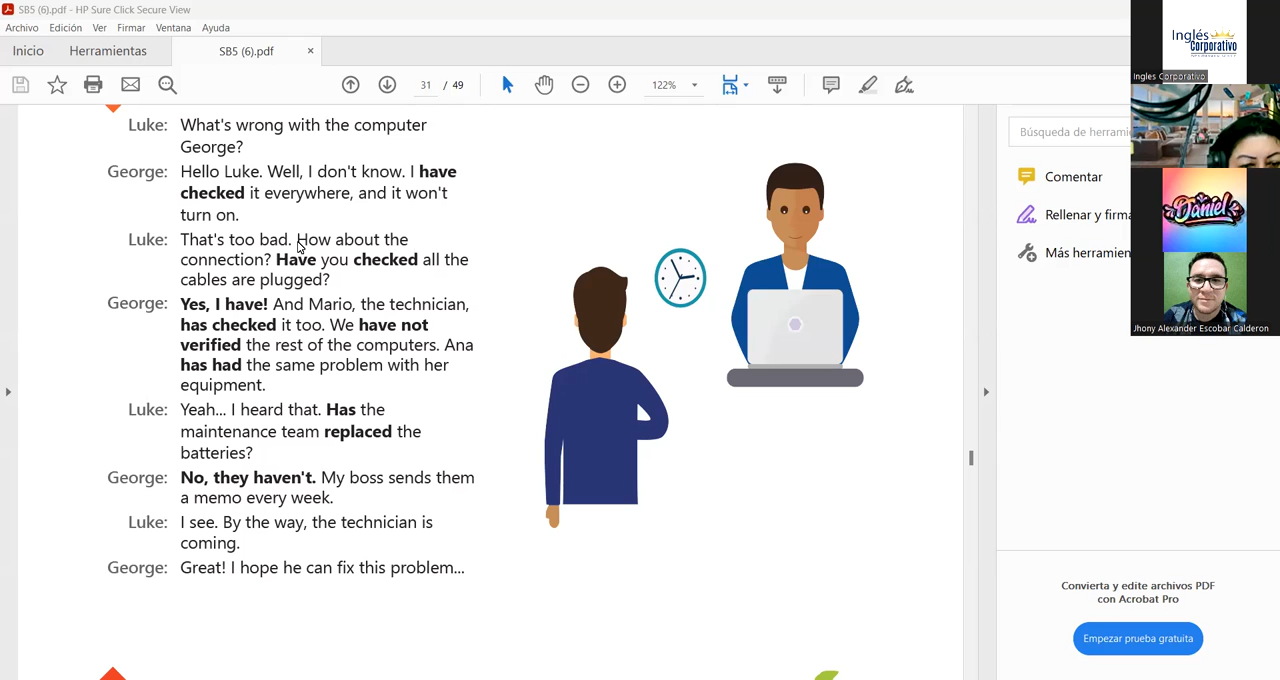 SB5 (6).pdf - HP Sure Click Secure View
Archivo Edición Ver Firmar Ventana Ayuda
Inicio Herramientas SB5 (6).pdf ×
31 / 49 122%
Luke: What's wrong with the computer
George?
George: Hello Luke. Well, I don't know. I have
checked it everywhere, and it won't
turn on.
Luke: That's too bad. How about the
connection? Have you checked all the
cables are plugged?
George: Yes, I have! And Mario, the technician,
has checked it too. We have not
verified the rest of the computers. Ana
has had the same problem with her
equipment.
Luke: Yeah... I heard that. Has the
maintenance team replaced the
batteries?
George: No, they haven't. My boss sends them
a memo every week.
Luke: I see. By the way, the technician is
coming.
George: Great! I hope he can fix this problem...
Búsqueda de herrami
Comentar
Rellenar y firma
Más herramien
Convierta y edite archivos PDF
con Acrobat Pro
Empezar prueba gratuita
Inglés
Corporativo
Ingles Corporativo
Daniel
Jhony Alexander Escobar Calderon